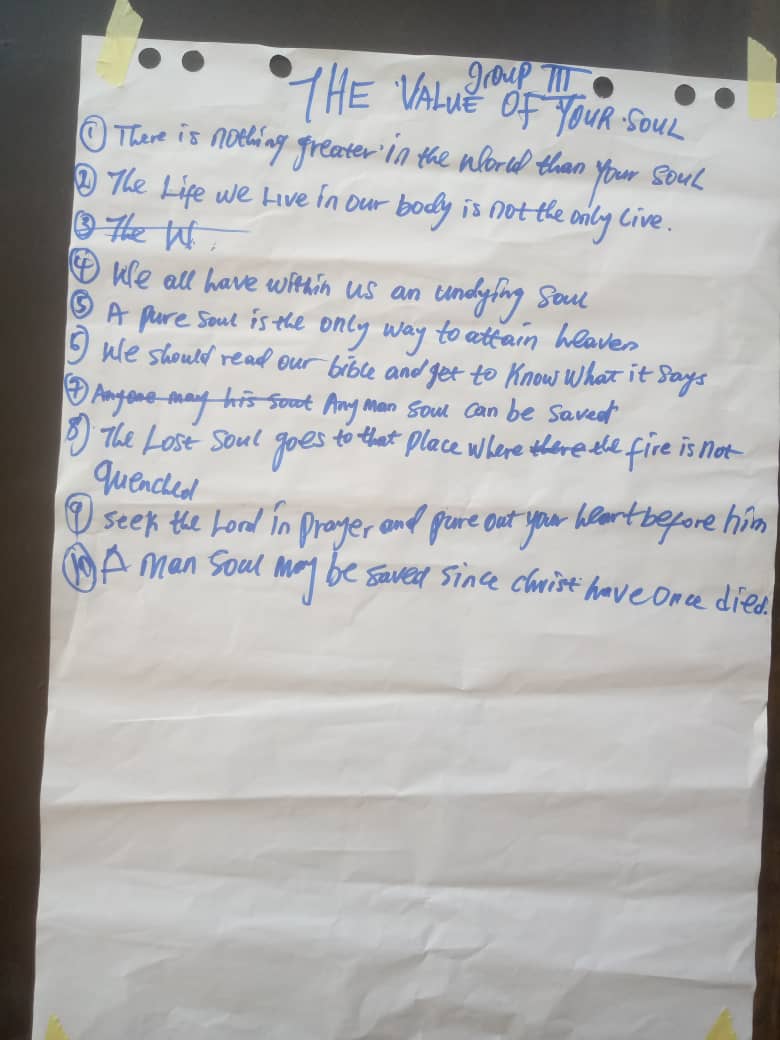 group III
THE VALUE OF YOUR SOUL
① There is nothing greater in the world than your soul
② The Life we Live in our body is not the only Live.
③ The W
④ We all have within us an undying soul
⑤ A pure soul is the only way to attain heaven
6) We should read our bible and get to Know what it says
⑦ Anyone may his sout Any man soul can be saved
8) The Lost soul goes to that place where there the fire is not
quenched
⑨ seek the Lord in prayer and pure out your heart before him
⑩ A man soul may be saved since christ have once died.